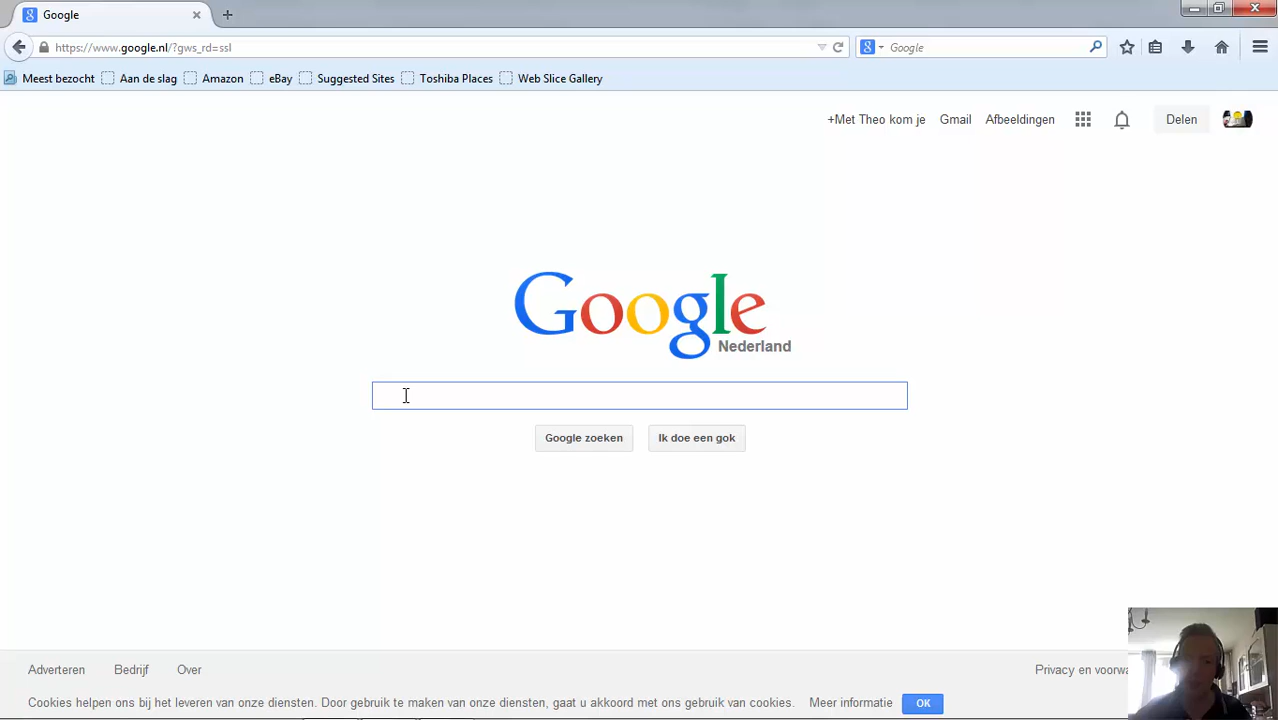 Google
https://www.google.nl/?gws_rd=ssl
Google
Meest bezocht Aan de slag Amazon eBay Suggested Sites Toshiba Places Web Slice Gallery
+Met Theo kom je Gmail Afbeeldingen Delen
Google
Nederland
Google zoeken Ik doe een gok
Adverteren Bedrijf Over Privacy en
Cookies helpen ons bij het leveren van onze diensten. Door gebruik te maken van onze diensten, gaat u akkoord met ons gebruik van cookies. Meer informatie OK